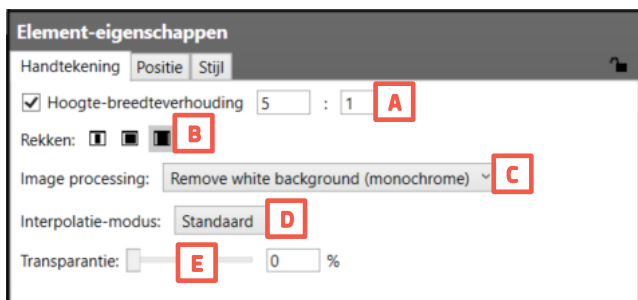 Element-eigenschappen
Handtekening Positie Stijl
Hoogte-breedteverhouding 5 : 1 A
Rekken: B
Image processing: Remove white background (monochrome) C
Interpolatie-modus: Standaard D
Transparantie: E 0 %